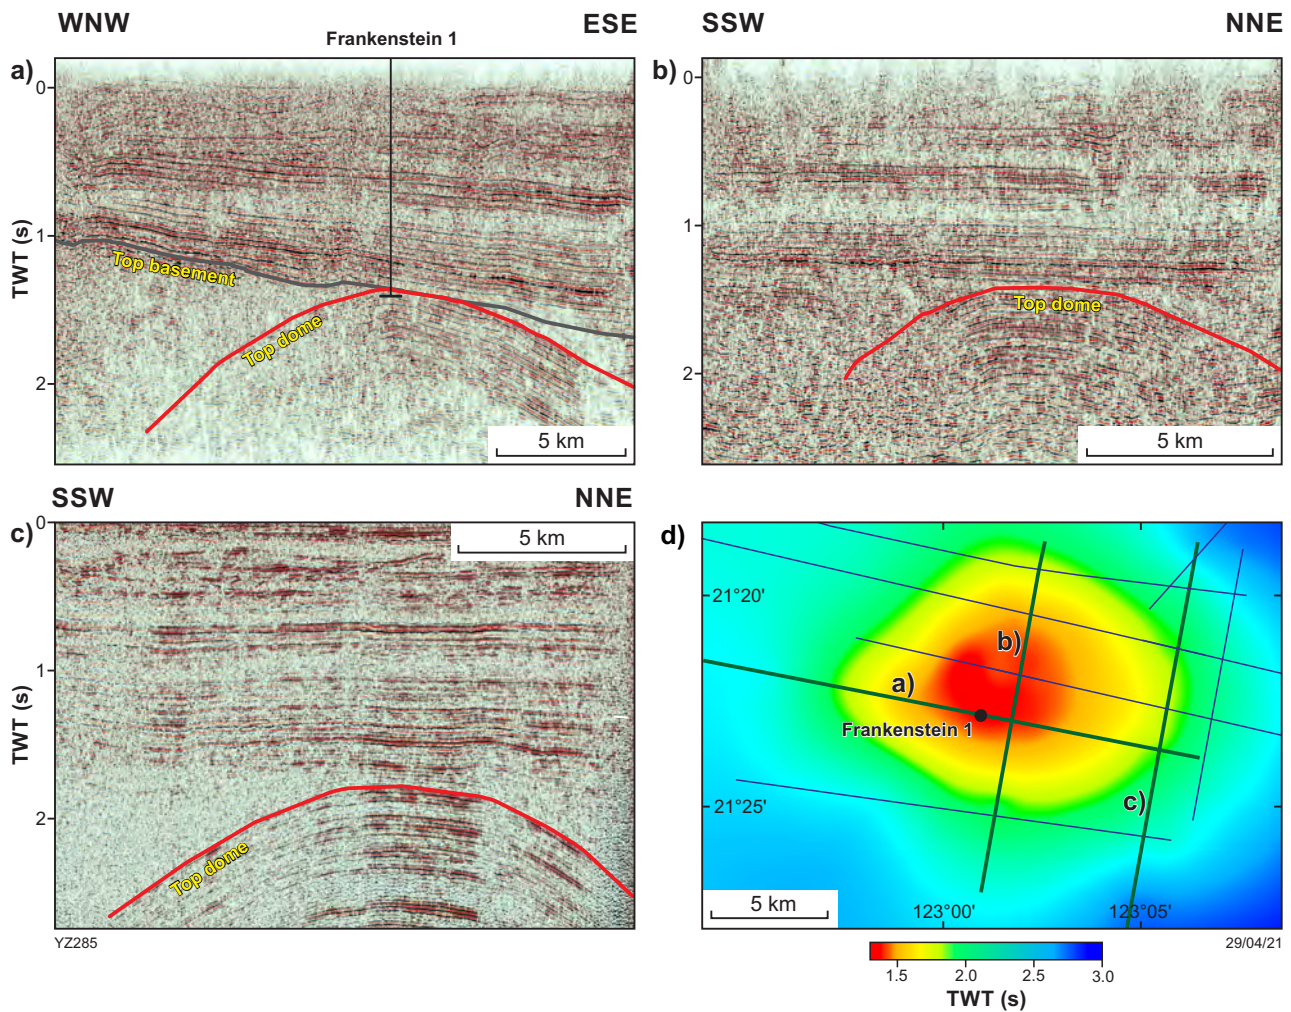 WNW
Frankenstein 1
ESE
SSW
NNE
a)
b)
0
1
2
TWT (s)
Top basement
Top dome
5 km
0
1
2
Top dome
5 km
SSW
NNE
c)
0
1
2
TWT (s)
5 km
Top dome
d)
21°20'
21°25'
b)
a)
Frankenstein 1
c)
5 km
123°00'
123°05'
YZ285
29/04/21
1.5
2.0
2.5
3.0
TWT (s)